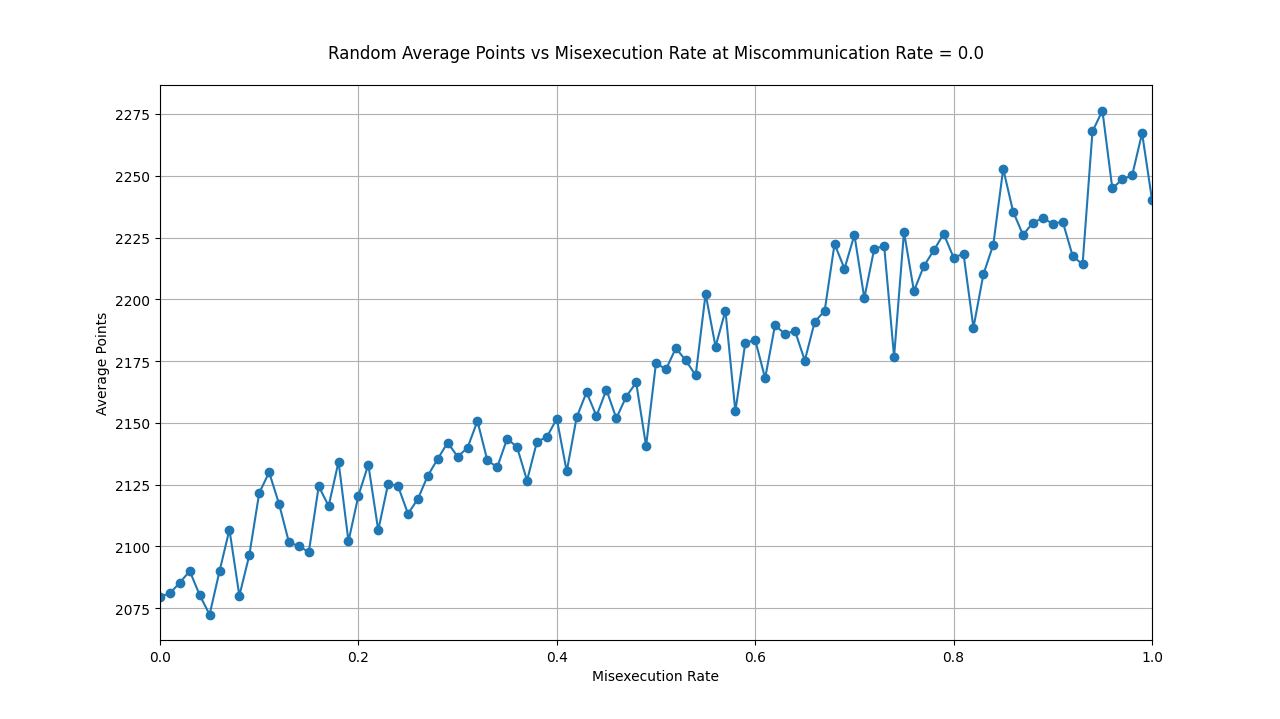 Random Average Points vs Misexecution Rate at Miscommunication Rate = 0.0
Average Points
2275
2250
2225
2200
2175
2150
2125
2100
2075
0.0 0.2 0.4 0.6 0.8 1.0
Misexecution Rate